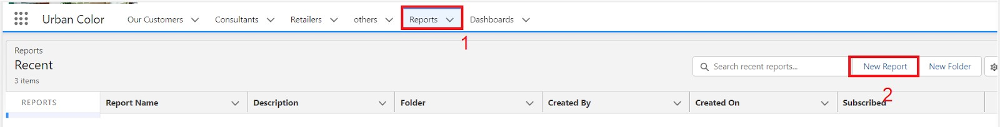 Urban Color Our Customers Consultants Retailers others Reports Dashboards
1
Reports
Recent
3 items
Search recent reports... New Report New Folder
2
REPORTS Report Name Description Folder Created By Created On Subscribed